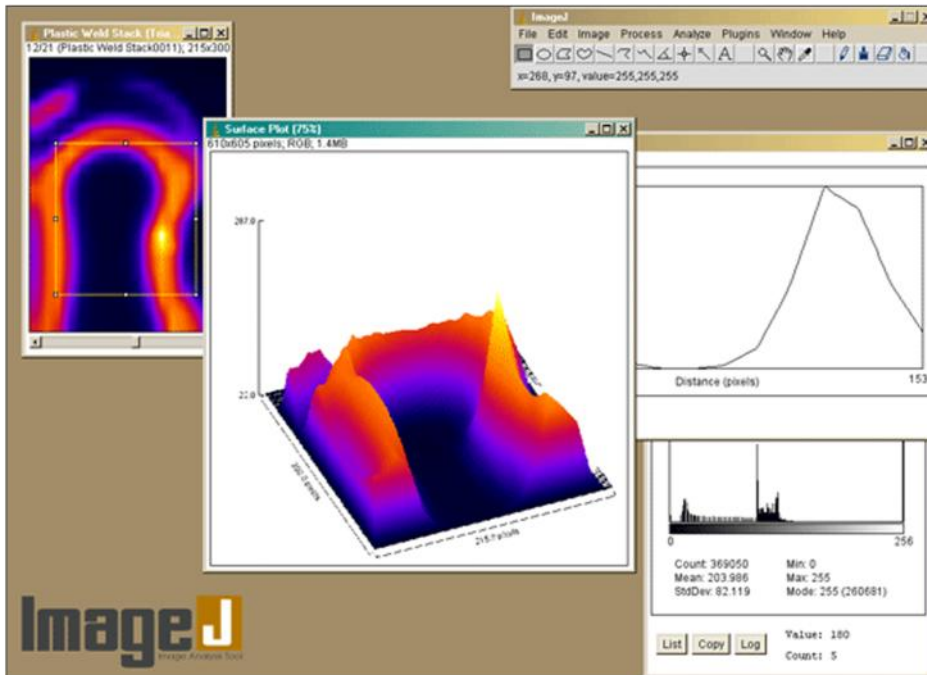 Plastic Weld Stack (Tria
12/21 (Plastic Weld Stack0011); 215x300
ImageJ
File Edit Image Process Analyze Plugins Window Help
x=268, y=97, value=255,255,255
Surface Plot (75%)
610x605 pixels; RGB; 1.4MB
287.0
22.0
215.? pixels
Distance (pixels)
153
0
256
Count: 369050
Min: 0
Mean: 203.986
Max: 255
StdDev: 82.119
Mode: 255 (260681)
List Copy Log
Value: 180
Count: 5
ImageJ
Image Analysis Tool